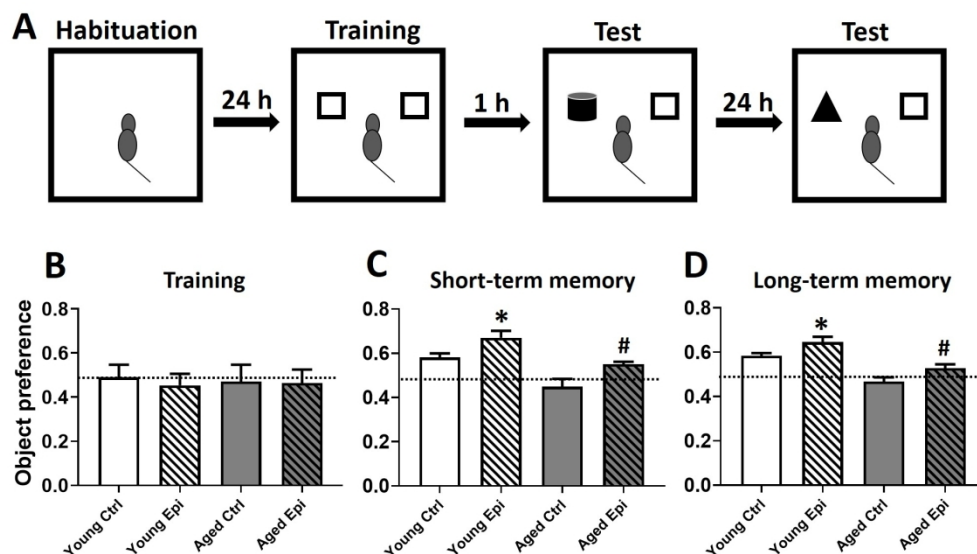 A
Habituation
Training
Test
Test
24 h
1 h
24 h
B
Training
Object preference
0.8
0.6
0.4
0.2
0.0
Young Ctrl
Young Epi
Aged Ctrl
Aged Epi
C
Short-term memory
0.8
0.6
0.4
0.2
0.0
*
#
Young Ctrl
Young Epi
Aged Ctrl
Aged Epi
D
Long-term memory
0.8
0.6
0.4
0.2
0.0
*
#
Young Ctrl
Young Epi
Aged Ctrl
Aged Epi